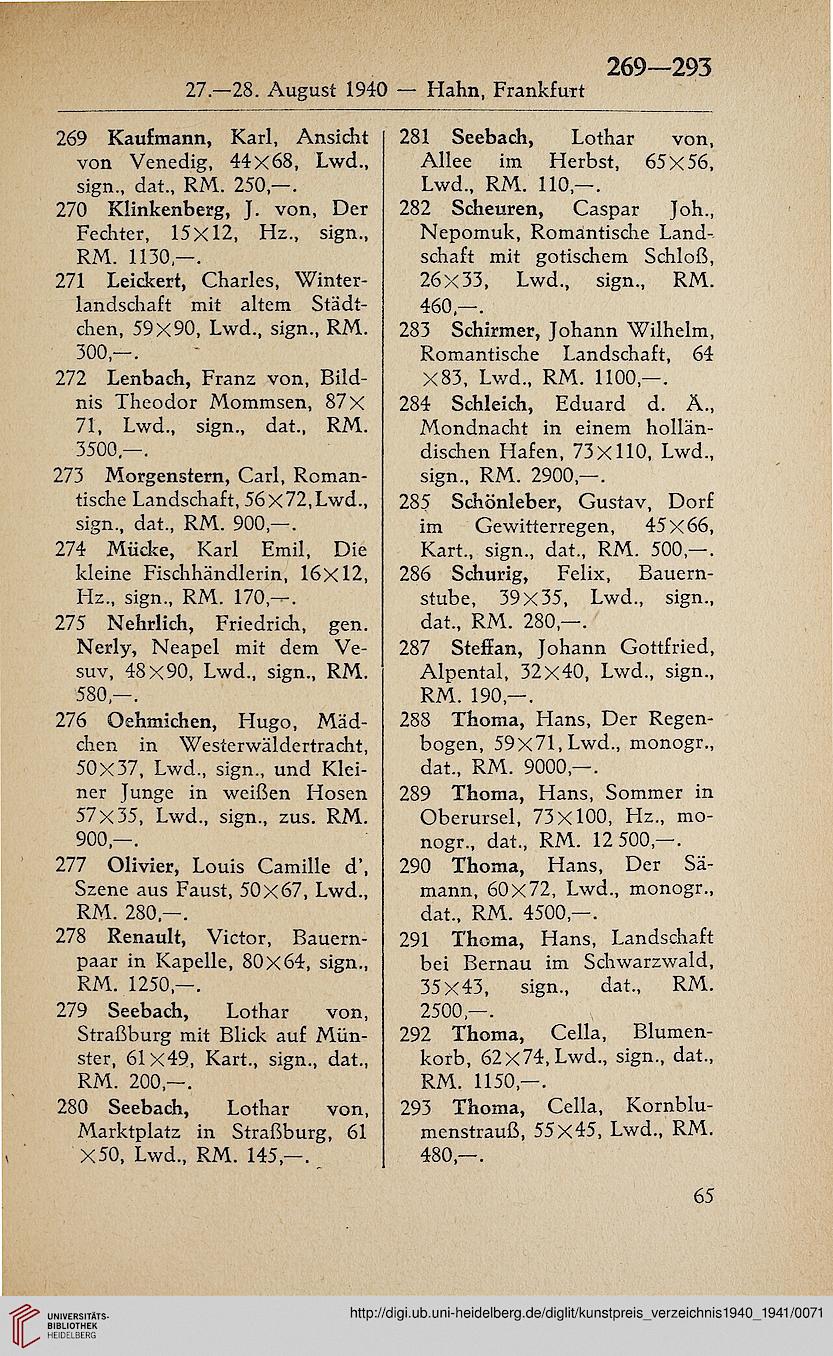 269—293
27.—28. August 1940 — Hahn, Frankfurt
269 Kaufmann, Karl, Ansicht
von Venedig, 44×68, Lwd.,
sign., dat., RM. 250,—.
270 Klinkenberg, J. von, Der
Fechter, 15×12, Hz., sign.,
RM. 1130,—.
271 Leickert, Charles, Winter-
landschaft mit altem Städt-
chen, 59×90, Lwd., sign., RM.
300,—.
272 Lenbach, Franz von, Bild-
nis Theodor Mommsen, 87×
71, Lwd., sign., dat., RM.
3500,—.
273 Morgenstern, Carl, Roman-
tische Landschaft, 56×72, Lwd.,
sign., dat., RM. 900,—.
274 Mücke, Karl Emil, Die
kleine Fischhändlerin, 16×12,
Hz., sign., RM. 170,—.
275 Nehrlich, Friedrich, gen.
Nerly, Neapel mit dem Ve-
suv, 48×90, Lwd., sign., RM.
580,—.
276 Oehmichen, Hugo, Mäd-
chen in Westerwäldertracht,
50×37, Lwd., sign., und Klei-
ner Junge in weißen Hosen
57×35, Lwd., sign., zus. RM.
900,—.
277 Olivier, Louis Camille d',
Szene aus Faust, 50×67, Lwd.,
RM. 280,—.
278 Renault, Victor, Bauern-
paar in Kapelle, 80×64, sign.,
RM. 1250,—.
279 Seebach, Lothar von,
Straßburg mit Blick auf Mün-
ster, 61×49, Kart., sign., dat.,
RM. 200,—.
280 Seebach, Lothar von,
Marktplatz in Straßburg, 61
×50, Lwd., RM. 145,—.
281 Seebach, Lothar von,
Allee im Herbst, 65×56,
Lwd., RM. 110,—.
282 Scheuren, Caspar Joh.,
Nepomuk, Romantische Land-
schaft mit gotischem Schloß,
26×33, Lwd., sign., RM.
460,—.
283 Schirmer, Johann Wilhelm,
Romantische Landschaft, 64
×83, Lwd., RM. 1100,—.
284 Schleich, Eduard d. Ä.,
Mondnacht in einem hollän-
dischen Hafen, 73×110, Lwd.,
sign., RM. 2900,—.
285 Schönleber, Gustav, Dorf
im Gewitterregen, 45×66,
Kart., sign., dat., RM. 500,—.
286 Schurig, Felix, Bauern-
stube, 39×35, Lwd., sign.,
dat., RM. 280,—.
287 Steffan, Johann Gottfried,
Alpental, 32×40, Lwd., sign.,
RM. 190,—.
288 Thoma, Hans, Der Regen-
bogen, 59×71, Lwd., monogr.,
dat., RM. 9000,—.
289 Thoma, Hans, Sommer in
Oberursel, 73×100, Hz., mo-
nogr., dat., RM. 12 500,—.
290 Thoma, Hans, Der Sä-
mann, 60×72, Lwd., monogr.,
dat., RM. 4500,—.
291 Thoma, Hans, Landschaft
bei Bernau im Schwarzwald,
35×43, sign., dat., RM.
2500,—.
292 Thoma, Cella, Blumen-
korb, 62×74, Lwd., sign., dat.,
RM. 1150,—.
293 Thoma, Cella, Kornblu-
menstrauß, 55×45, Lwd., RM.
480,—.
65
UNIVERSITÄTS-
BIBLIOTHEK
HEIDELBERG
http://digi.ub.uni-heidelberg.de/diglit/kunstpreis_verzeichnis1940_1941/0071